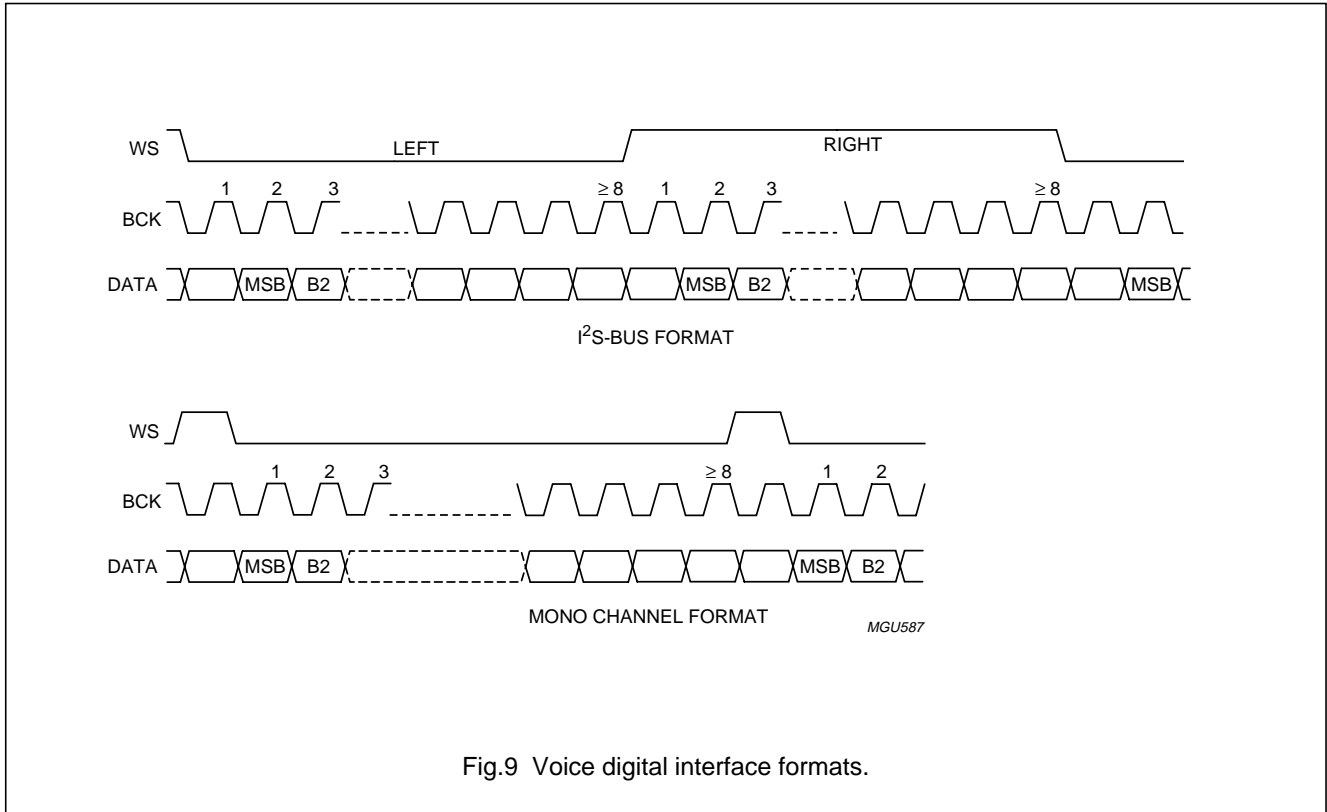 WS LEFT RIGHT
BCK 1 2 3 ≥ 8 1 2 3 ≥ 8
DATA MSB B2 MSB B2 MSB
I²S-BUS FORMAT
WS
BCK 1 2 3 ≥ 8 1 2
DATA MSB B2 MSB B2
MONO CHANNEL FORMAT
MGU587
Fig.9 Voice digital interface formats.